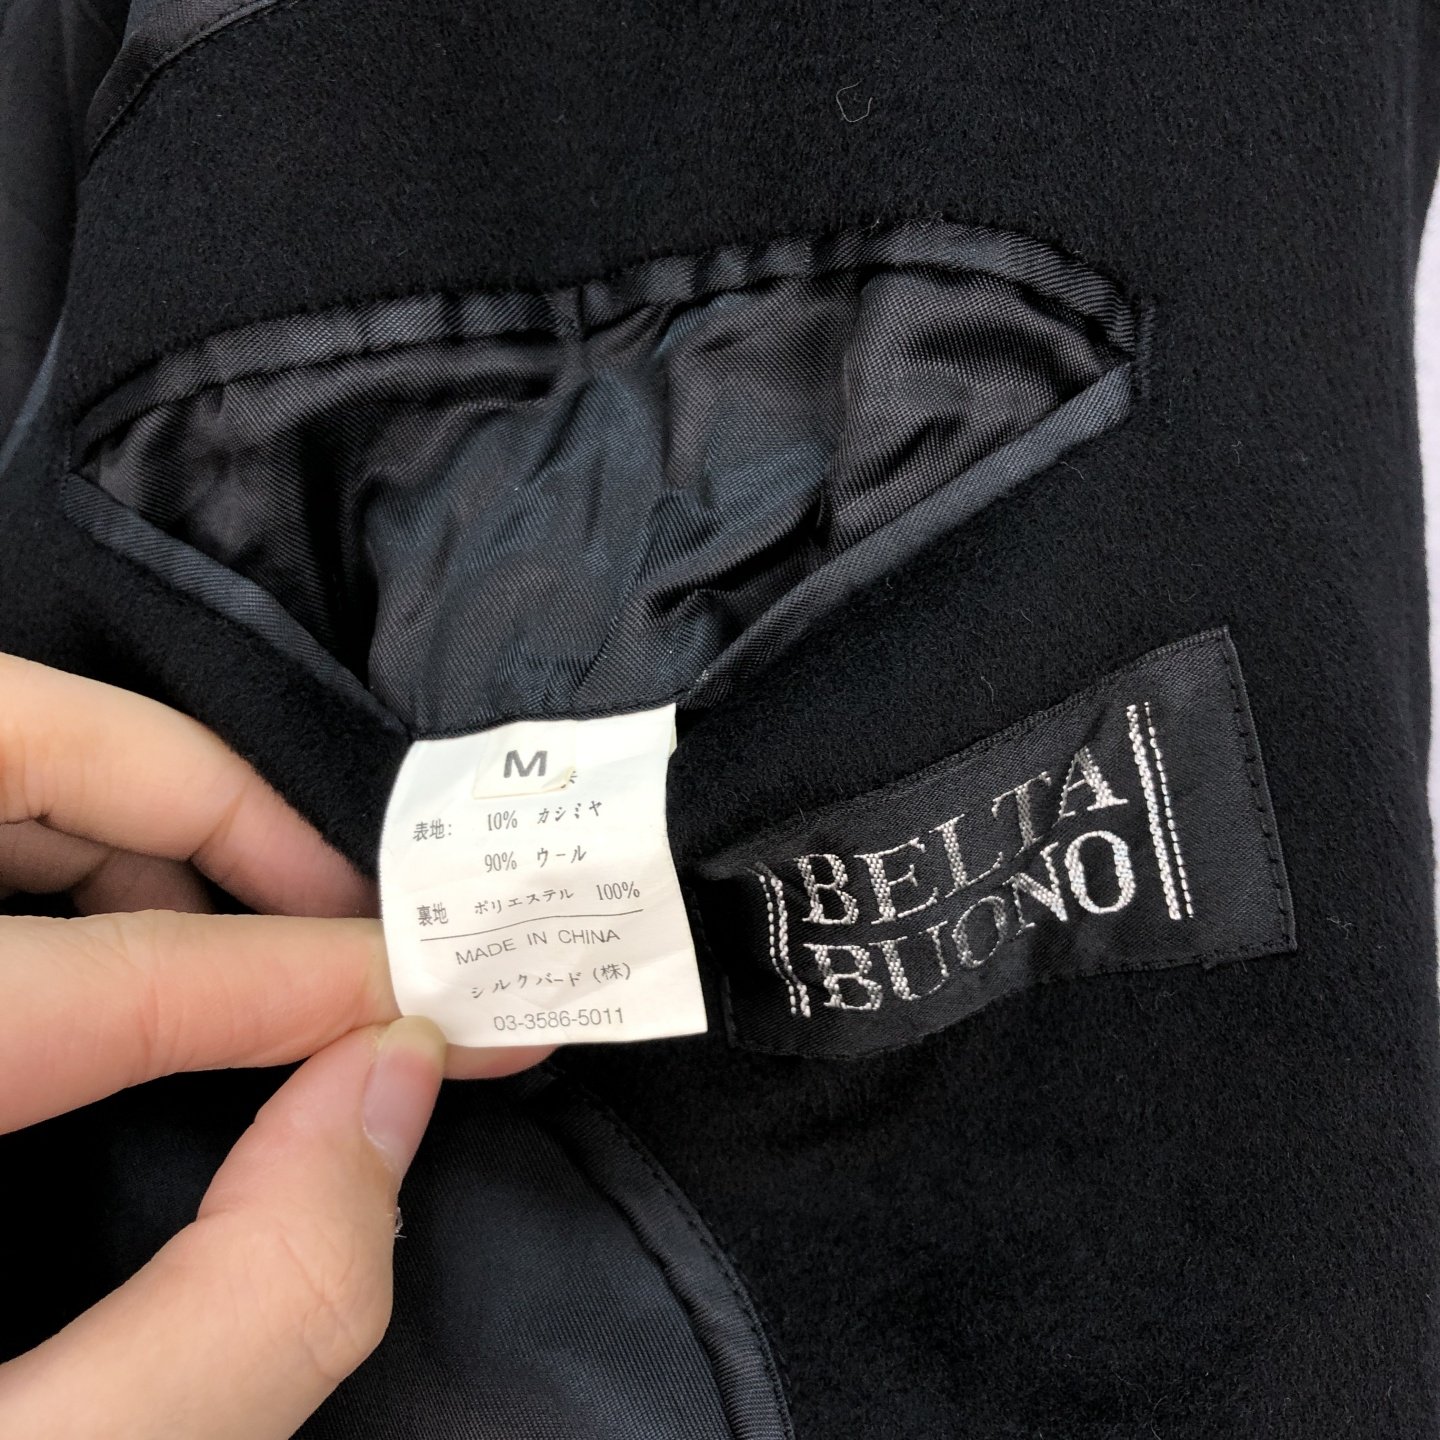 M
表地: 10% カシミヤ
90% ウール
裏地 ポリエステル 100%
MADE IN CHINA
シルクバード(株)
03-3586-5011
BELTA
BUONO